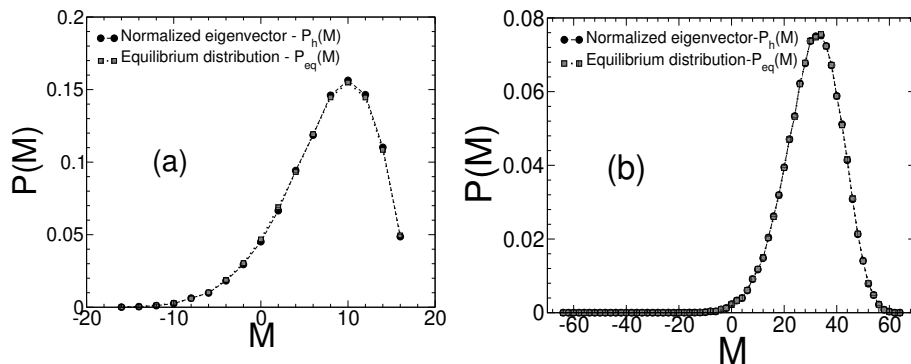 0.2
0.15
0.1
0.05
0
P(M)
Normalized eigenvector - P_h(M)
Equilibrium distribution - P_eq(M)
(a)
-20 -10 0 10 20
M
0.08
0.06
0.04
0.02
0
P(M)
Normalized eigenvector-P_h(M)
Equilibrium distribution-P_eq(M)
(b)
-60 -40 -20 0 20 40 60
M